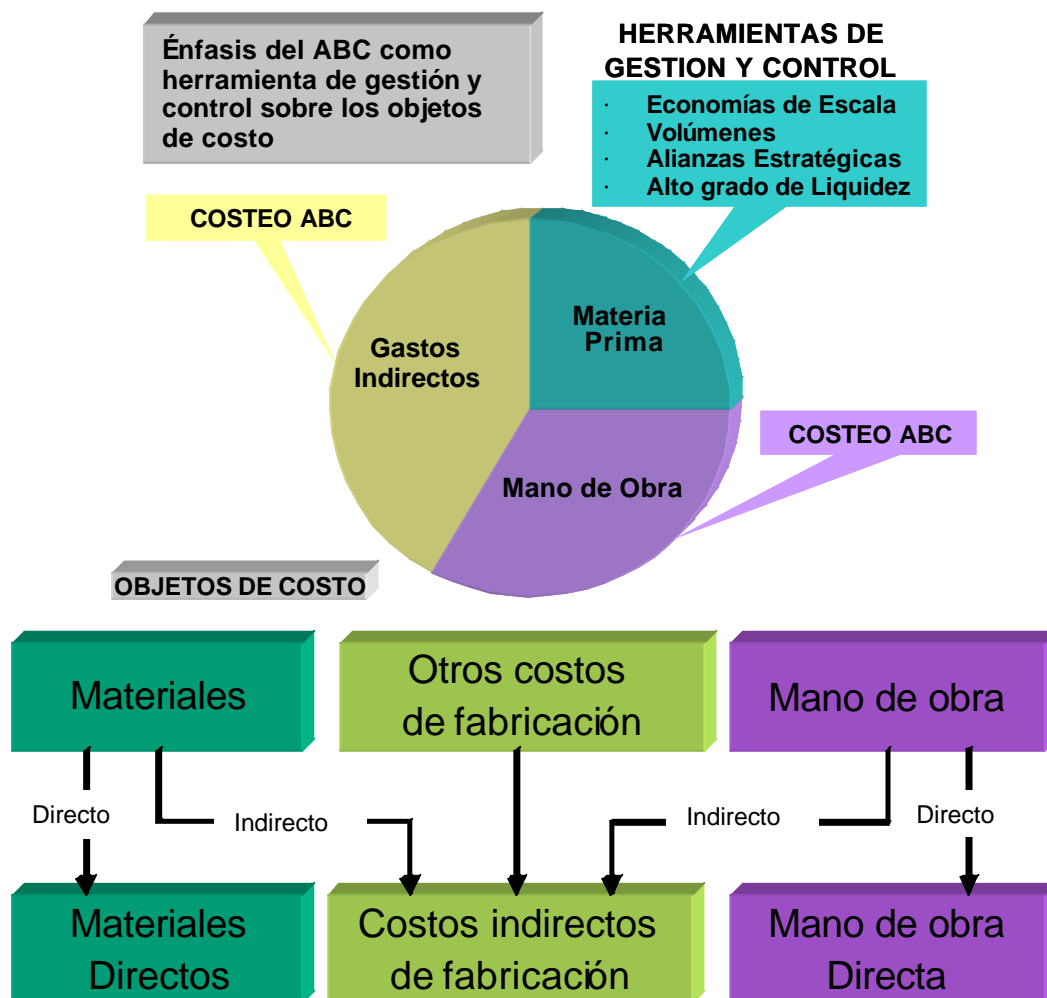 Énfasis del ABC como
herramienta de gestión y
control sobre los objetos
de costo
HERRAMIENTAS DE
GESTION Y CONTROL
· Economías de Escala
· Volúmenes
· Alianzas Estratégicas
· Alto grado de Liquidez
COSTEO ABC
Gastos
Indirectos
Materia
Prima
COSTEO ABC
Mano de Obra
OBJETOS DE COSTO
Materiales
Otros costos
de fabricación
Mano de obra
Directo
Indirecto
Indirecto
Directo
Materiales
Directos
Costos indirectos
de fabricación
Mano de obra
Directa